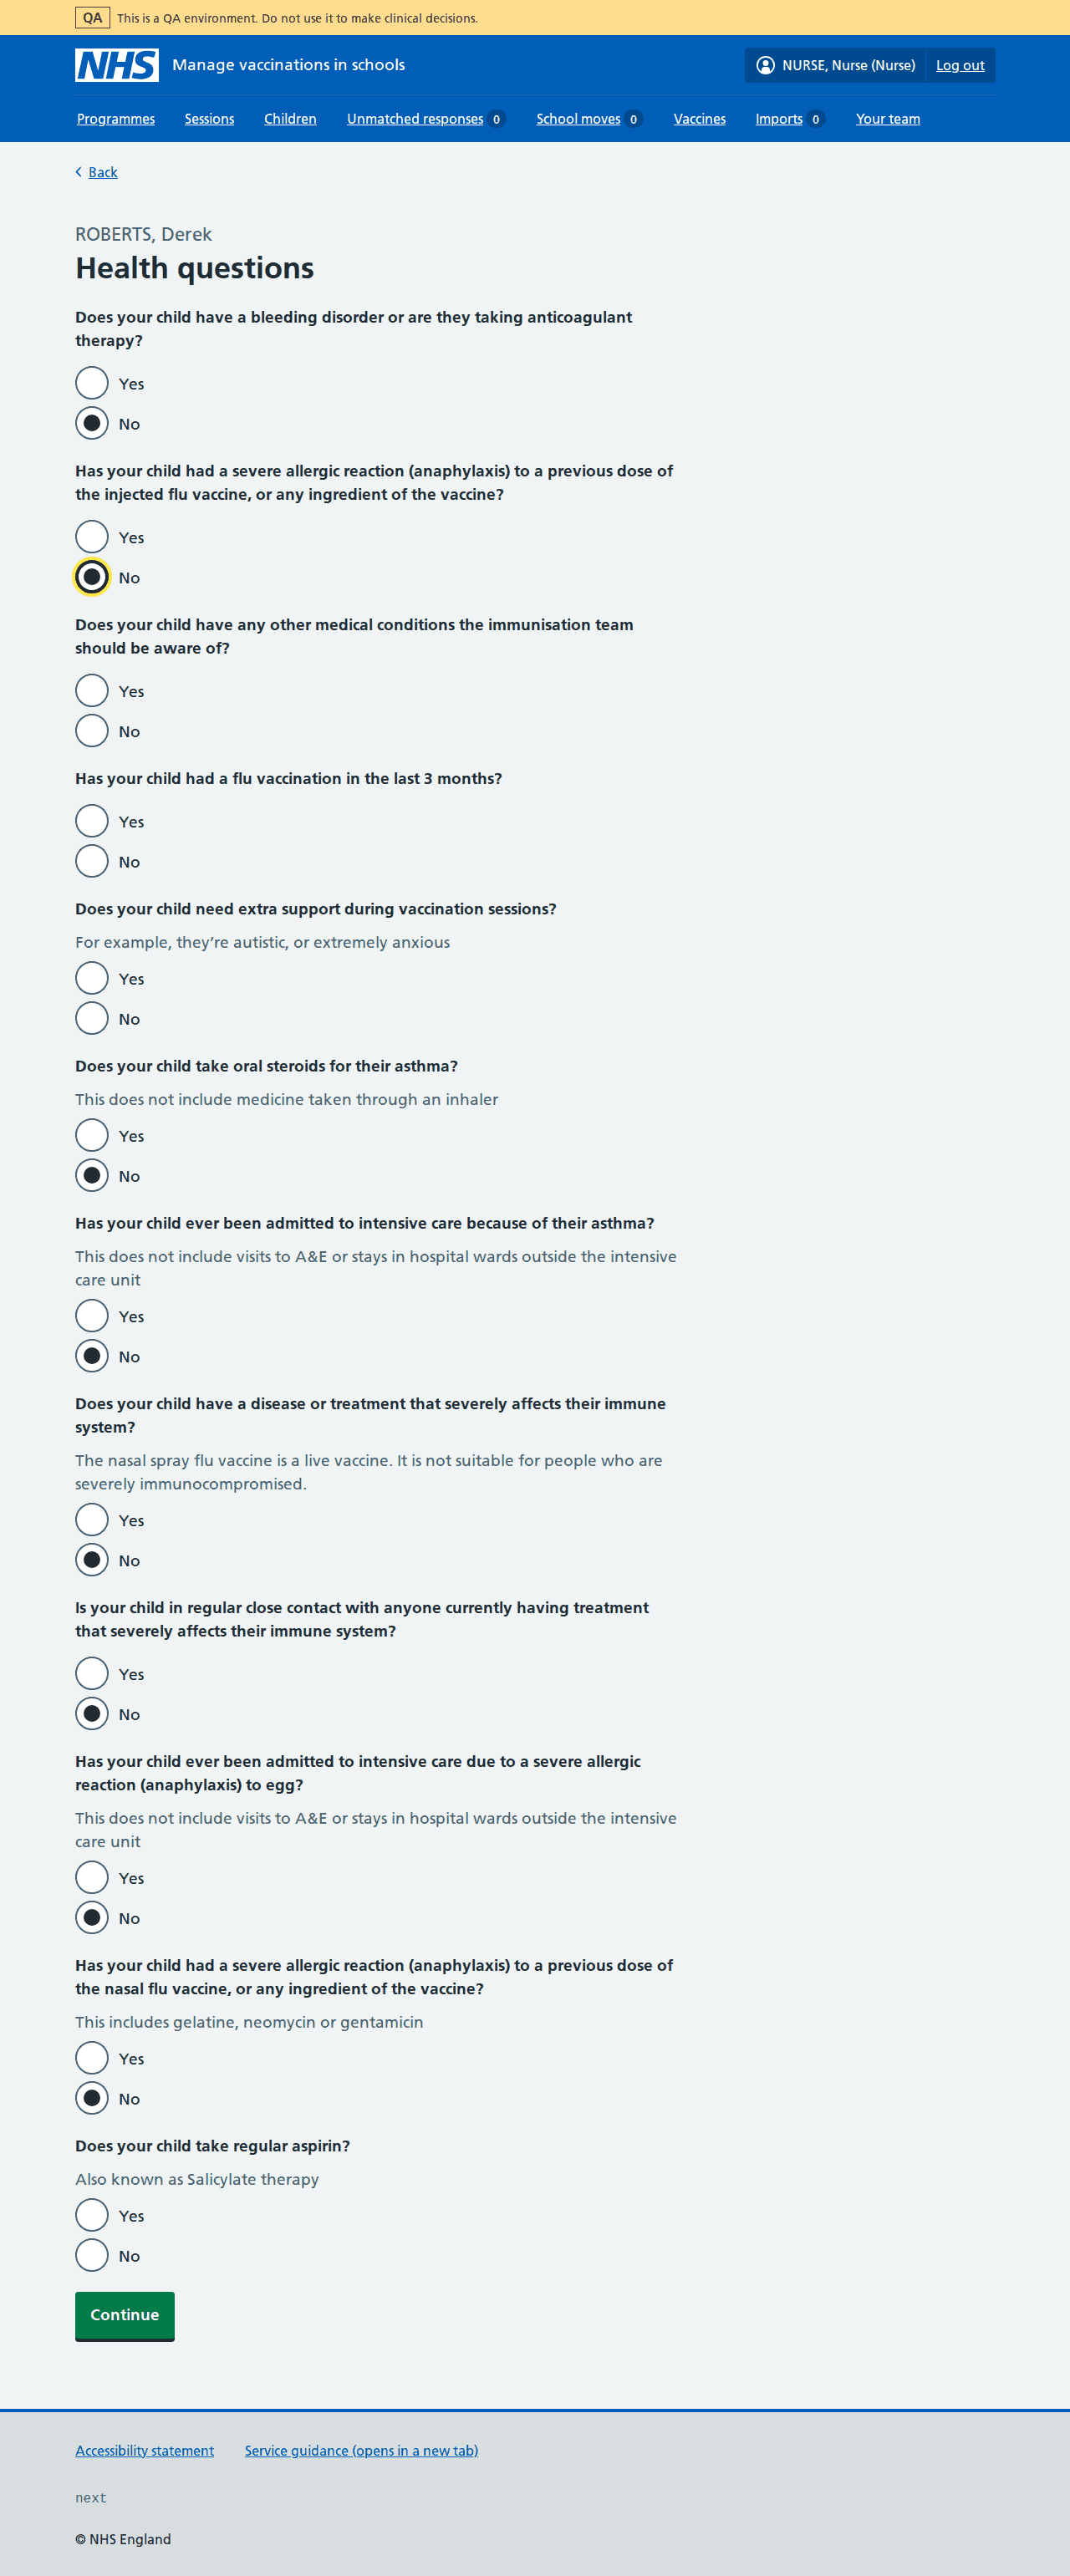 QA This is a QA environment. Do not use it to make clinical decisions.
NHS Manage vaccinations in schools NURSE, Nurse (Nurse) Log out
Programmes Sessions Children Unmatched responses 0 School moves 0 Vaccines Imports 0 Your team
Back
ROBERTS, Derek
Health questions
Does your child have a bleeding disorder or are they taking anticoagulant
therapy?
Yes
No
Has your child had a severe allergic reaction (anaphylaxis) to a previous dose of
the injected flu vaccine, or any ingredient of the vaccine?
Yes
No
Does your child have any other medical conditions the immunisation team
should be aware of?
Yes
No
Has your child had a flu vaccination in the last 3 months?
Yes
No
Does your child need extra support during vaccination sessions?
For example, they’re autistic, or extremely anxious
Yes
No
Does your child take oral steroids for their asthma?
This does not include medicine taken through an inhaler
Yes
No
Has your child ever been admitted to intensive care because of their asthma?
This does not include visits to A&E or stays in hospital wards outside the intensive
care unit
Yes
No
Does your child have a disease or treatment that severely affects their immune
system?
The nasal spray flu vaccine is a live vaccine. It is not suitable for people who are
severely immunocompromised.
Yes
No
Is your child in regular close contact with anyone currently having treatment
that severely affects their immune system?
Yes
No
Has your child ever been admitted to intensive care due to a severe allergic
reaction (anaphylaxis) to egg?
This does not include visits to A&E or stays in hospital wards outside the intensive
care unit
Yes
No
Has your child had a severe allergic reaction (anaphylaxis) to a previous dose of
the nasal flu vaccine, or any ingredient of the vaccine?
This includes gelatine, neomycin or gentamicin
Yes
No
Does your child take regular aspirin?
Also known as Salicylate therapy
Yes
No
Continue
Accessibility statement Service guidance (opens in a new tab)
next
© NHS England